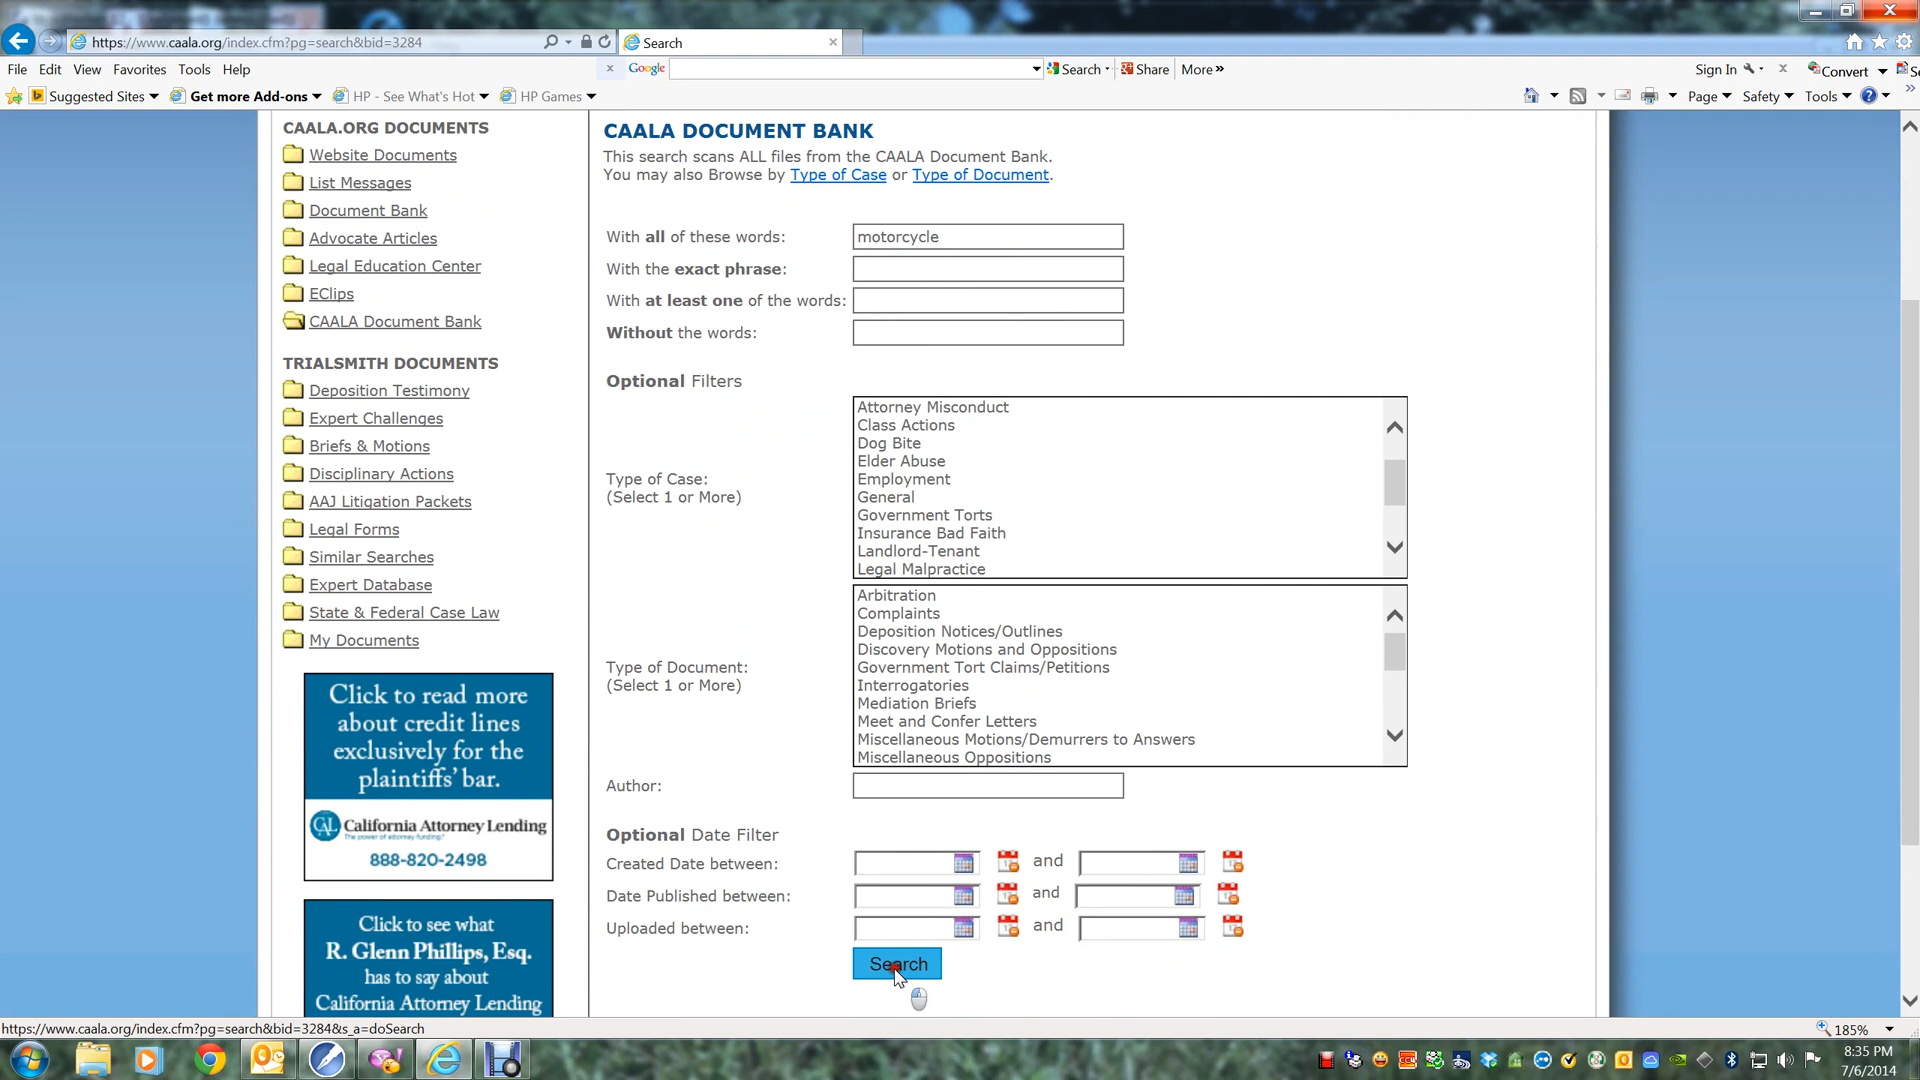 https://www.caala.org/index.cfm?pg=search&bid=3284
Search
File Edit View Favorites Tools Help
Google
Search
Share
More »
Sign In
Convert
Suggested Sites
Get more Add-ons
HP - See What's Hot
HP Games
Page
Safety
Tools
CAALA.ORG DOCUMENTS
Website Documents
List Messages
Document Bank
Advocate Articles
Legal Education Center
EClips
CAALA Document Bank
TRIALSMITH DOCUMENTS
Deposition Testimony
Expert Challenges
Briefs & Motions
Disciplinary Actions
AAJ Litigation Packets
Legal Forms
Similar Searches
Expert Database
State & Federal Case Law
My Documents
Click to read more
about credit lines
exclusively for the
plaintiffs' bar.
CAL California Attorney Lending
The power of attorney funding.
888-820-2498
Click to see what
R. Glenn Phillips, Esq.
has to say about
California Attorney Lending
CAALA DOCUMENT BANK
This search scans ALL files from the CAALA Document Bank.
You may also Browse by Type of Case or Type of Document.
With all of these words: motorcycle
With the exact phrase:
With at least one of the words:
Without the words:
Optional Filters
Type of Case:
(Select 1 or More)
Attorney Misconduct
Class Actions
Dog Bite
Elder Abuse
Employment
General
Government Torts
Insurance Bad Faith
Landlord-Tenant
Legal Malpractice
Type of Document:
(Select 1 or More)
Arbitration
Complaints
Deposition Notices/Outlines
Discovery Motions and Oppositions
Government Tort Claims/Petitions
Interrogatories
Mediation Briefs
Meet and Confer Letters
Miscellaneous Motions/Demurrers to Answers
Miscellaneous Oppositions
Author:
Optional Date Filter
Created Date between: and
Date Published between: and
Uploaded between: and
Search
https://www.caala.org/index.cfm?pg=search&bid=3284&s_a=doSearch
185%
8:35 PM
7/6/2014